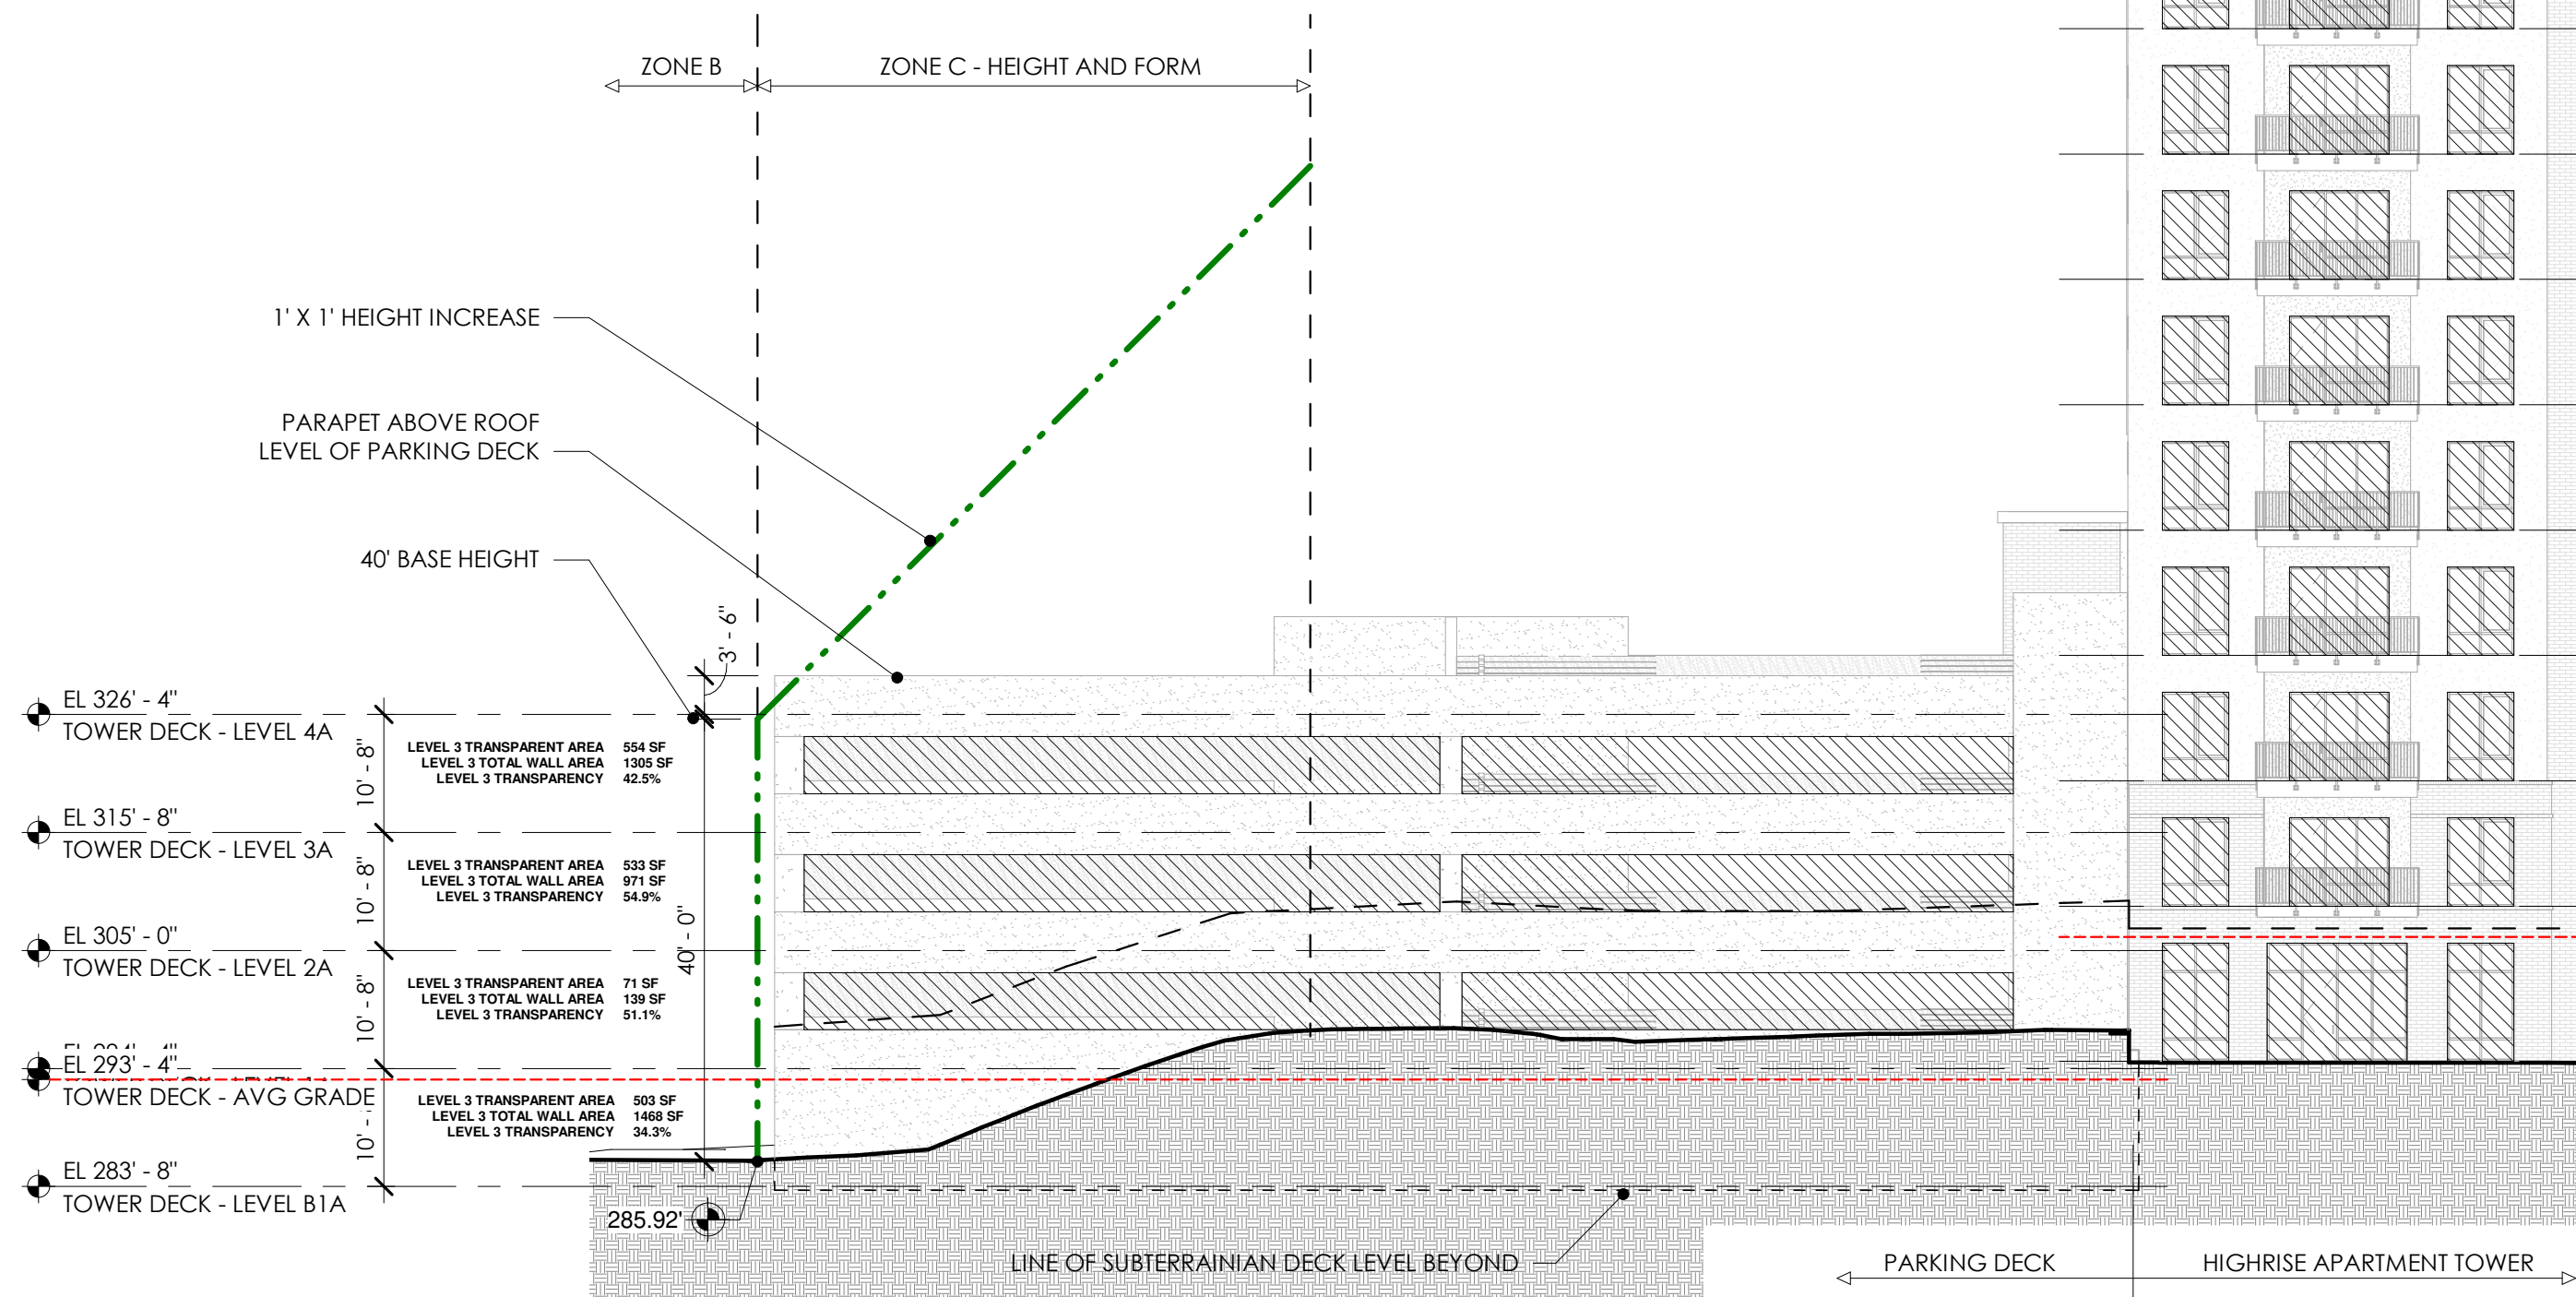 ZONE B
ZONE C - HEIGHT AND FORM
1' X 1' HEIGHT INCREASE
PARAPET ABOVE ROOF
LEVEL OF PARKING DECK
40' BASE HEIGHT
3' - 6"
EL 326' - 4"
TOWER DECK - LEVEL 4A
10' - 8"
LEVEL 3 TRANSPARENT AREA 554 SF
LEVEL 3 TOTAL WALL AREA 1305 SF
LEVEL 3 TRANSPARENCY 42.5%
EL 315' - 8"
TOWER DECK - LEVEL 3A
10' - 8"
LEVEL 3 TRANSPARENT AREA 533 SF
LEVEL 3 TOTAL WALL AREA 971 SF
LEVEL 3 TRANSPARENCY 54.9%
40' - 0"
EL 305' - 0"
TOWER DECK - LEVEL 2A
10' - 8"
LEVEL 3 TRANSPARENT AREA 71 SF
LEVEL 3 TOTAL WALL AREA 139 SF
LEVEL 3 TRANSPARENCY 51.1%
EL 293' - 4"
TOWER DECK - AVG GRADE
10' -
LEVEL 3 TRANSPARENT AREA 503 SF
LEVEL 3 TOTAL WALL AREA 1468 SF
LEVEL 3 TRANSPARENCY 34.3%
EL 283' - 8"
TOWER DECK - LEVEL B1A
285.92'
LINE OF SUBTERRAINIAN DECK LEVEL BEYOND
PARKING DECK
HIGHRISE APARTMENT TOWER